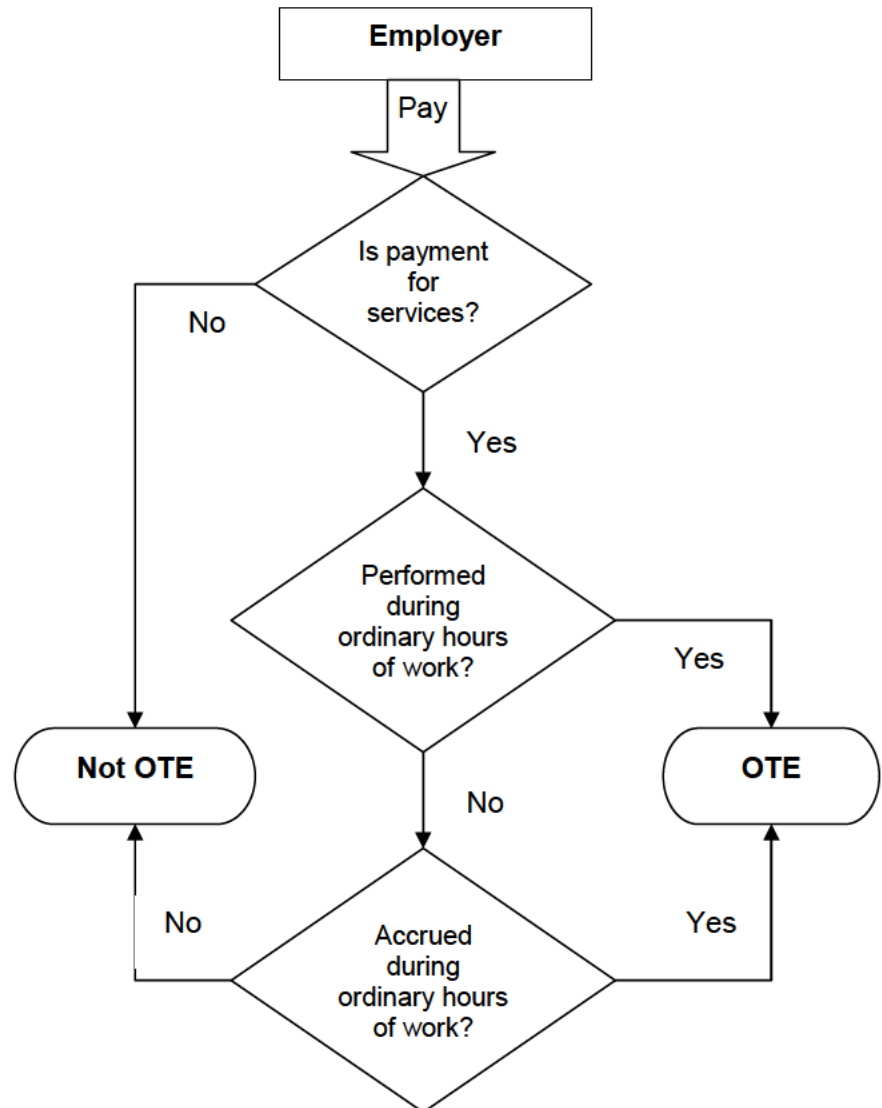 Employer
Pay
Is payment
for
services?
No
Yes
Performed
during
ordinary hours
of work?
Yes
Not OTE
OTE
No
No
Yes
Accrued
during
ordinary hours
of work?